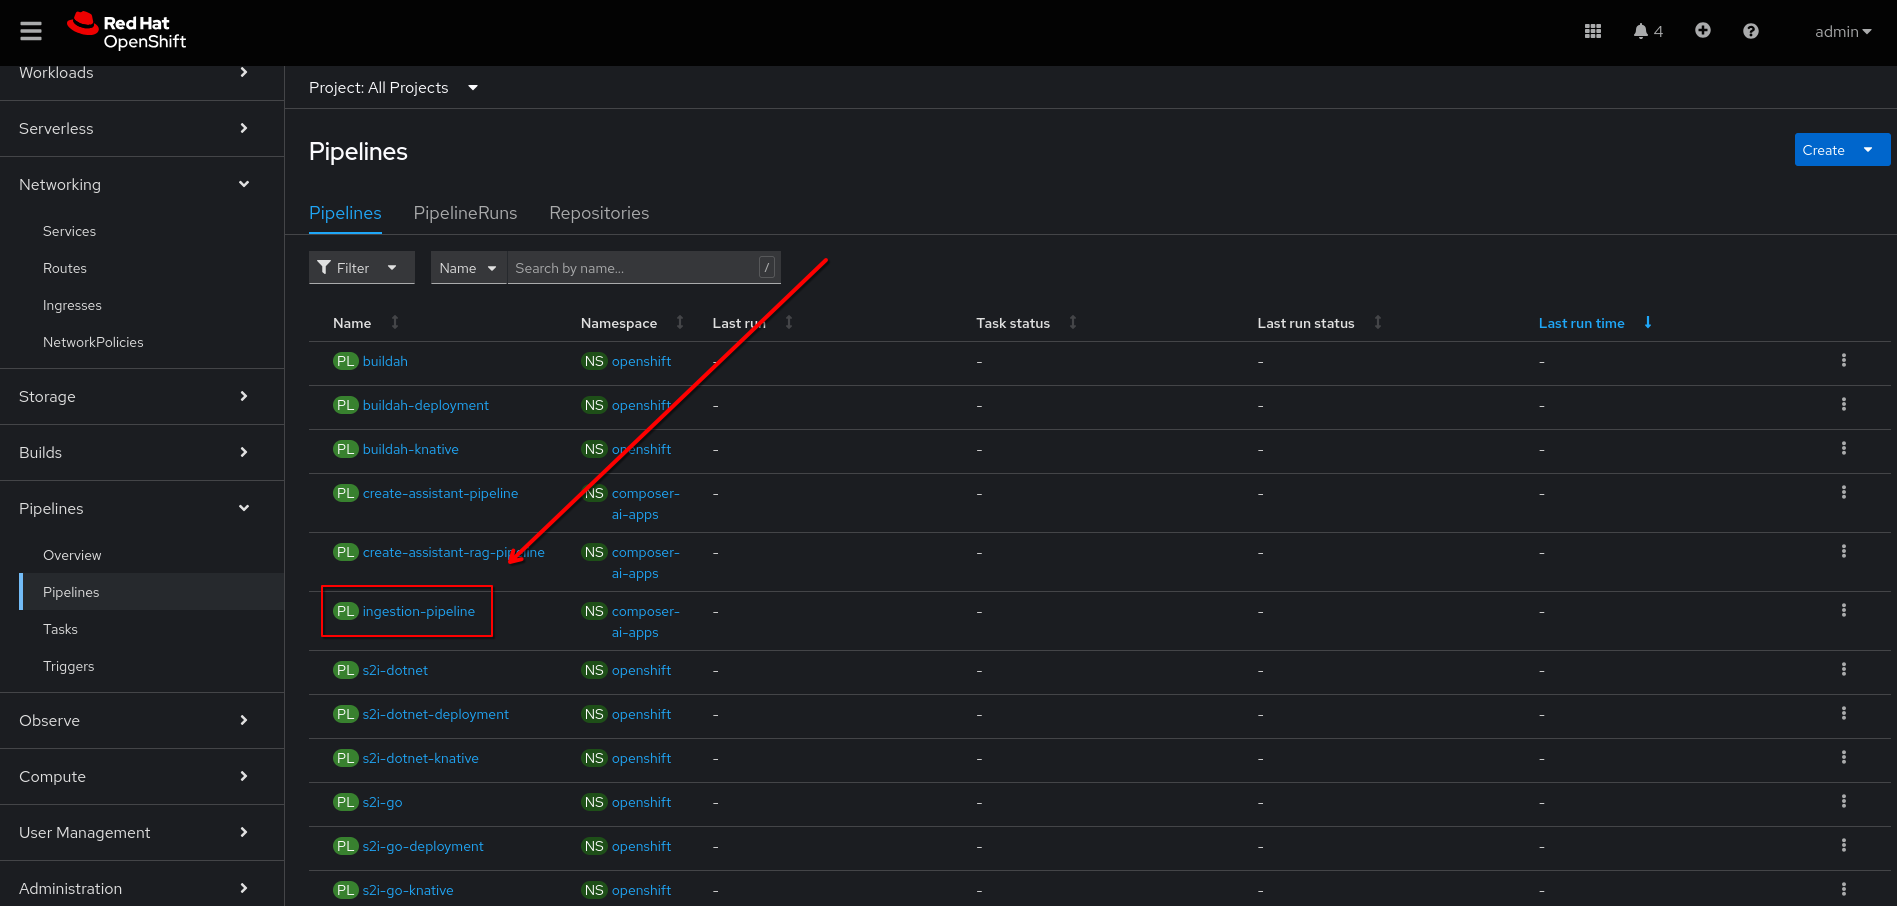 Red Hat
OpenShift
4
admin
Workloads
Serverless
Networking
Services
Routes
Ingresses
NetworkPolicies
Storage
Builds
Pipelines
Overview
Pipelines
Tasks
Triggers
Observe
Compute
User Management
Administration
Project: All Projects
Pipelines
Create
Pipelines PipelineRuns Repositories
Filter Name Search by name... /
Name Namespace Last run Task status Last run status Last run time
PL buildah NS openshift - - - -
PL buildah-deployment NS openshift - - - -
PL buildah-knative NS openshift - - - -
PL create-assistant-pipeline NS composer- - - - -
ai-apps
PL create-assistant-rag-pipeline NS composer- - - - -
ai-apps
PL ingestion-pipeline NS composer- - - - -
ai-apps
PL s2i-dotnet NS openshift - - - -
PL s2i-dotnet-deployment NS openshift - - - -
PL s2i-dotnet-knative NS openshift - - - -
PL s2i-go NS openshift - - - -
PL s2i-go-deployment NS openshift - - - -
PL s2i-go-knative NS openshift - - - -